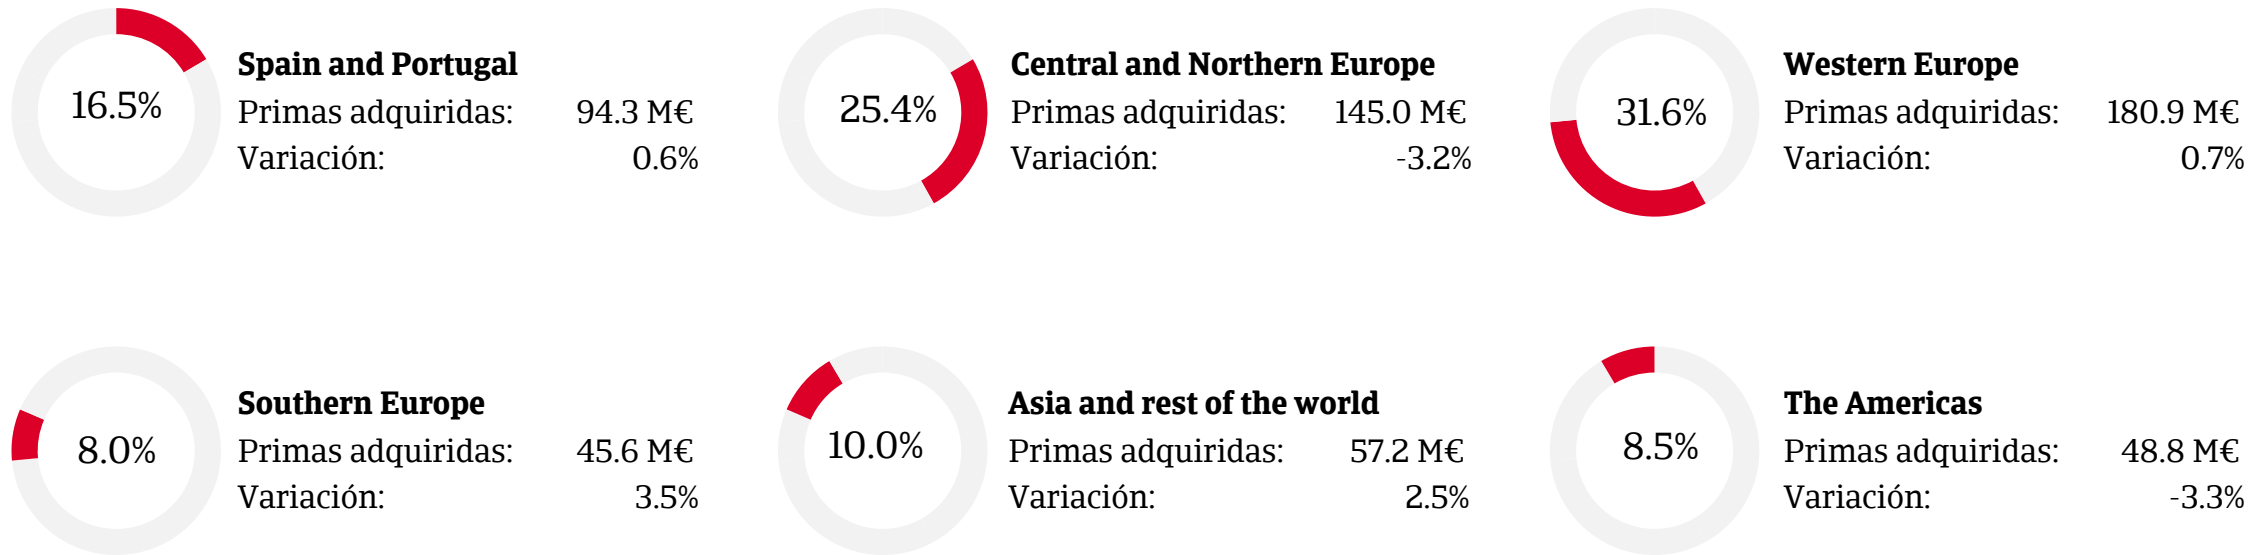 16.5%
Spain and Portugal
Primas adquiridas: 94.3 M€
Variación: 0.6%
25.4%
Central and Northern Europe
Primas adquiridas: 145.0 M€
Variación: -3.2%
31.6%
Western Europe
Primas adquiridas: 180.9 M€
Variación: 0.7%
8.0%
Southern Europe
Primas adquiridas: 45.6 M€
Variación: 3.5%
10.0%
Asia and rest of the world
Primas adquiridas: 57.2 M€
Variación: 2.5%
8.5%
The Americas
Primas adquiridas: 48.8 M€
Variación: -3.3%